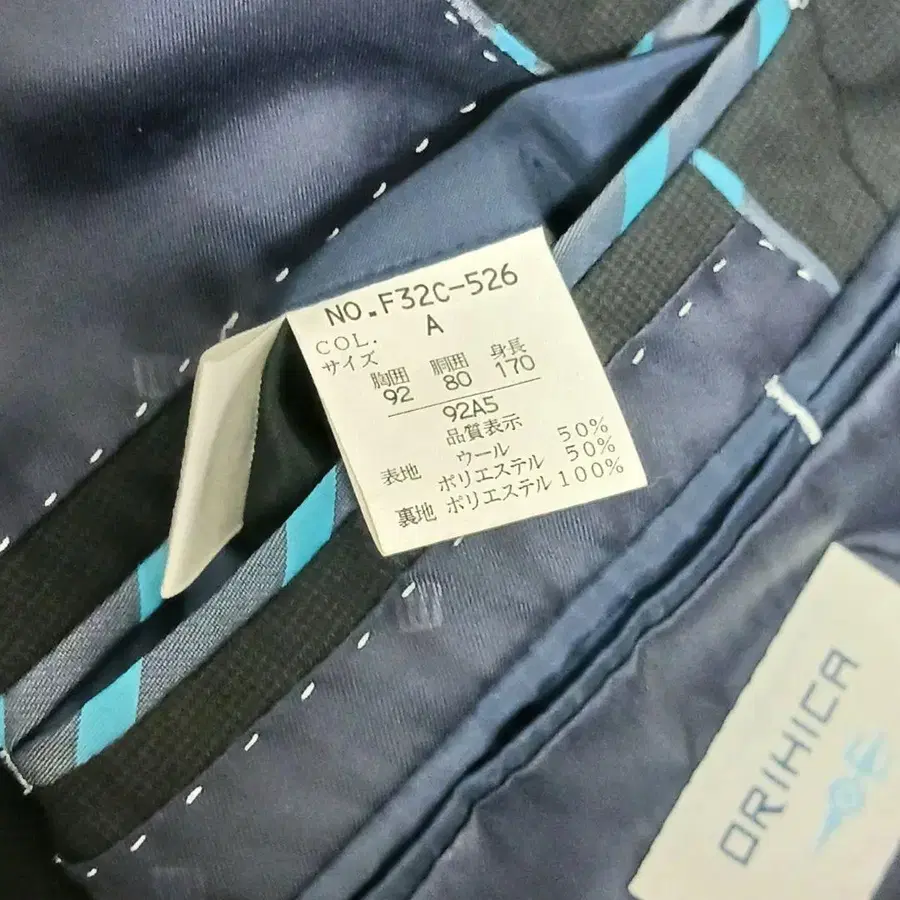 NO.F32C-526
COL. A
サイズ
胸囲 胴囲 身長
92 80 170
92A5
品質表示
表地 ウール 50%
ポリエステル 50%
裏地 ポリエステル 100%
ORIHICA